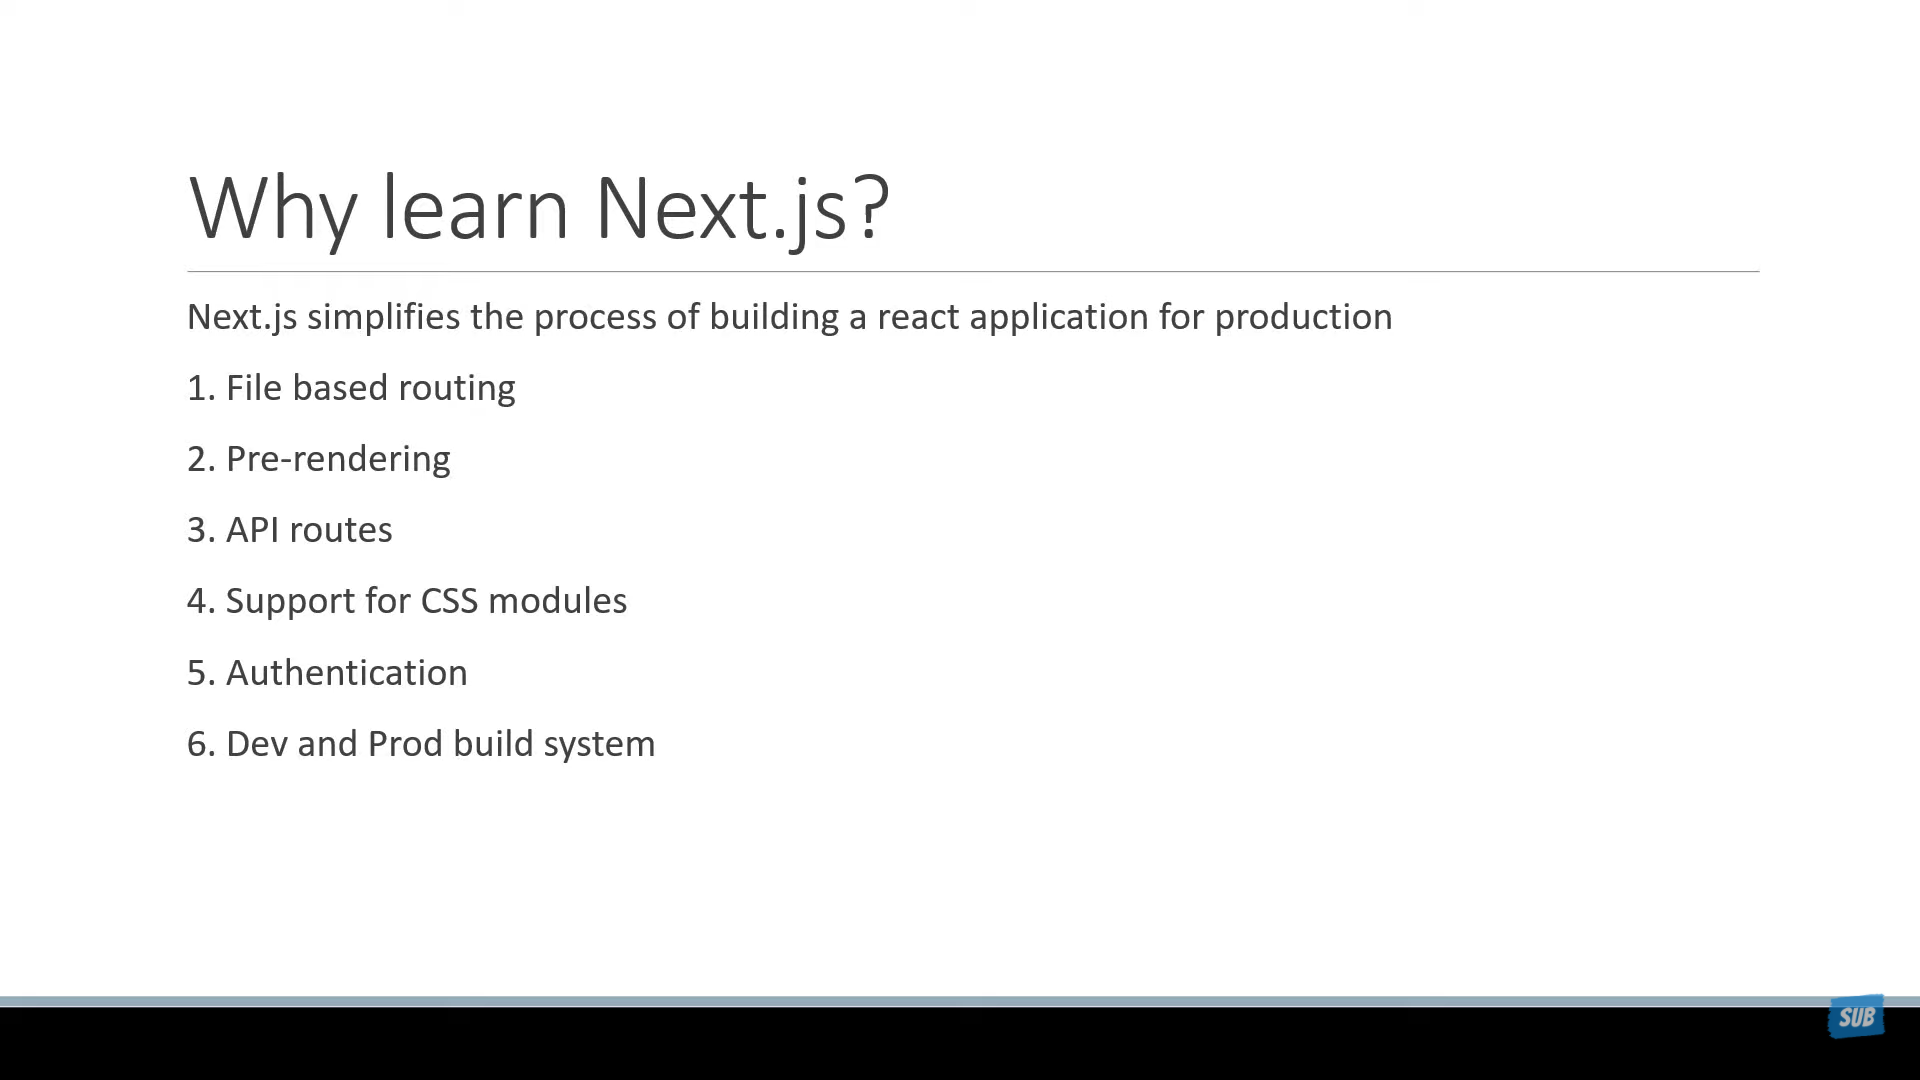 Why learn Next.js?
Next.js simplifies the process of building a react application for production
1. File based routing
2. Pre-rendering
3. API routes
4. Support for CSS modules
5. Authentication
6. Dev and Prod build system
SUB